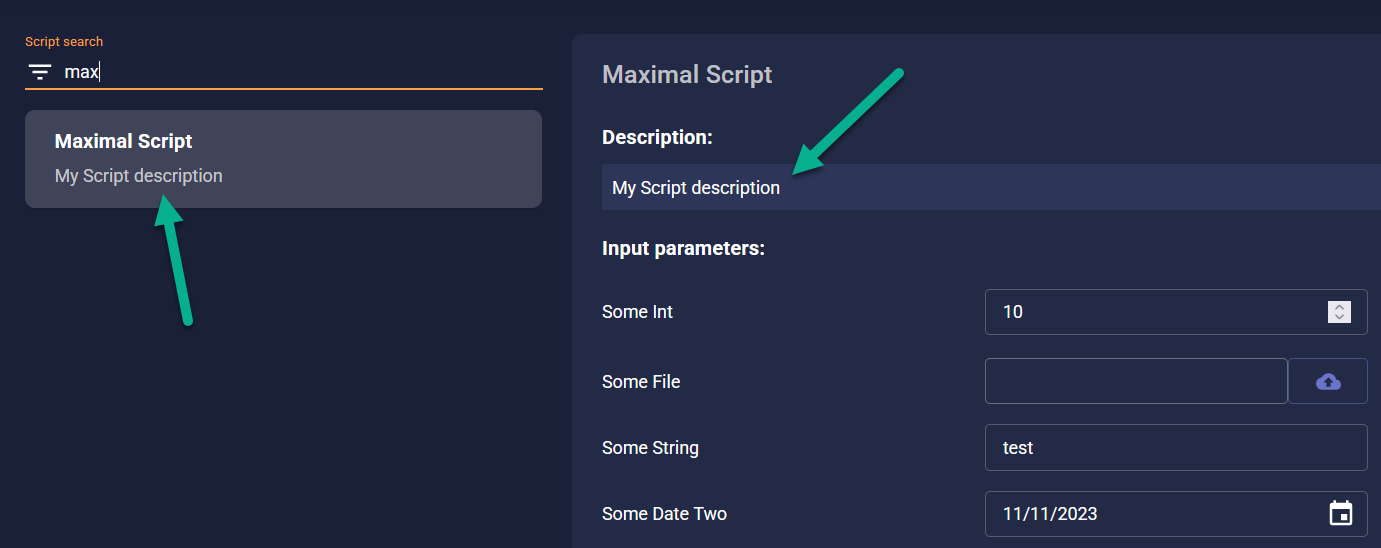 Script search
max
Maximal Script
My Script description
Maximal Script
Description:
My Script description
Input parameters:
Some Int
10
Some File
Some String
test
Some Date Two
11/11/2023